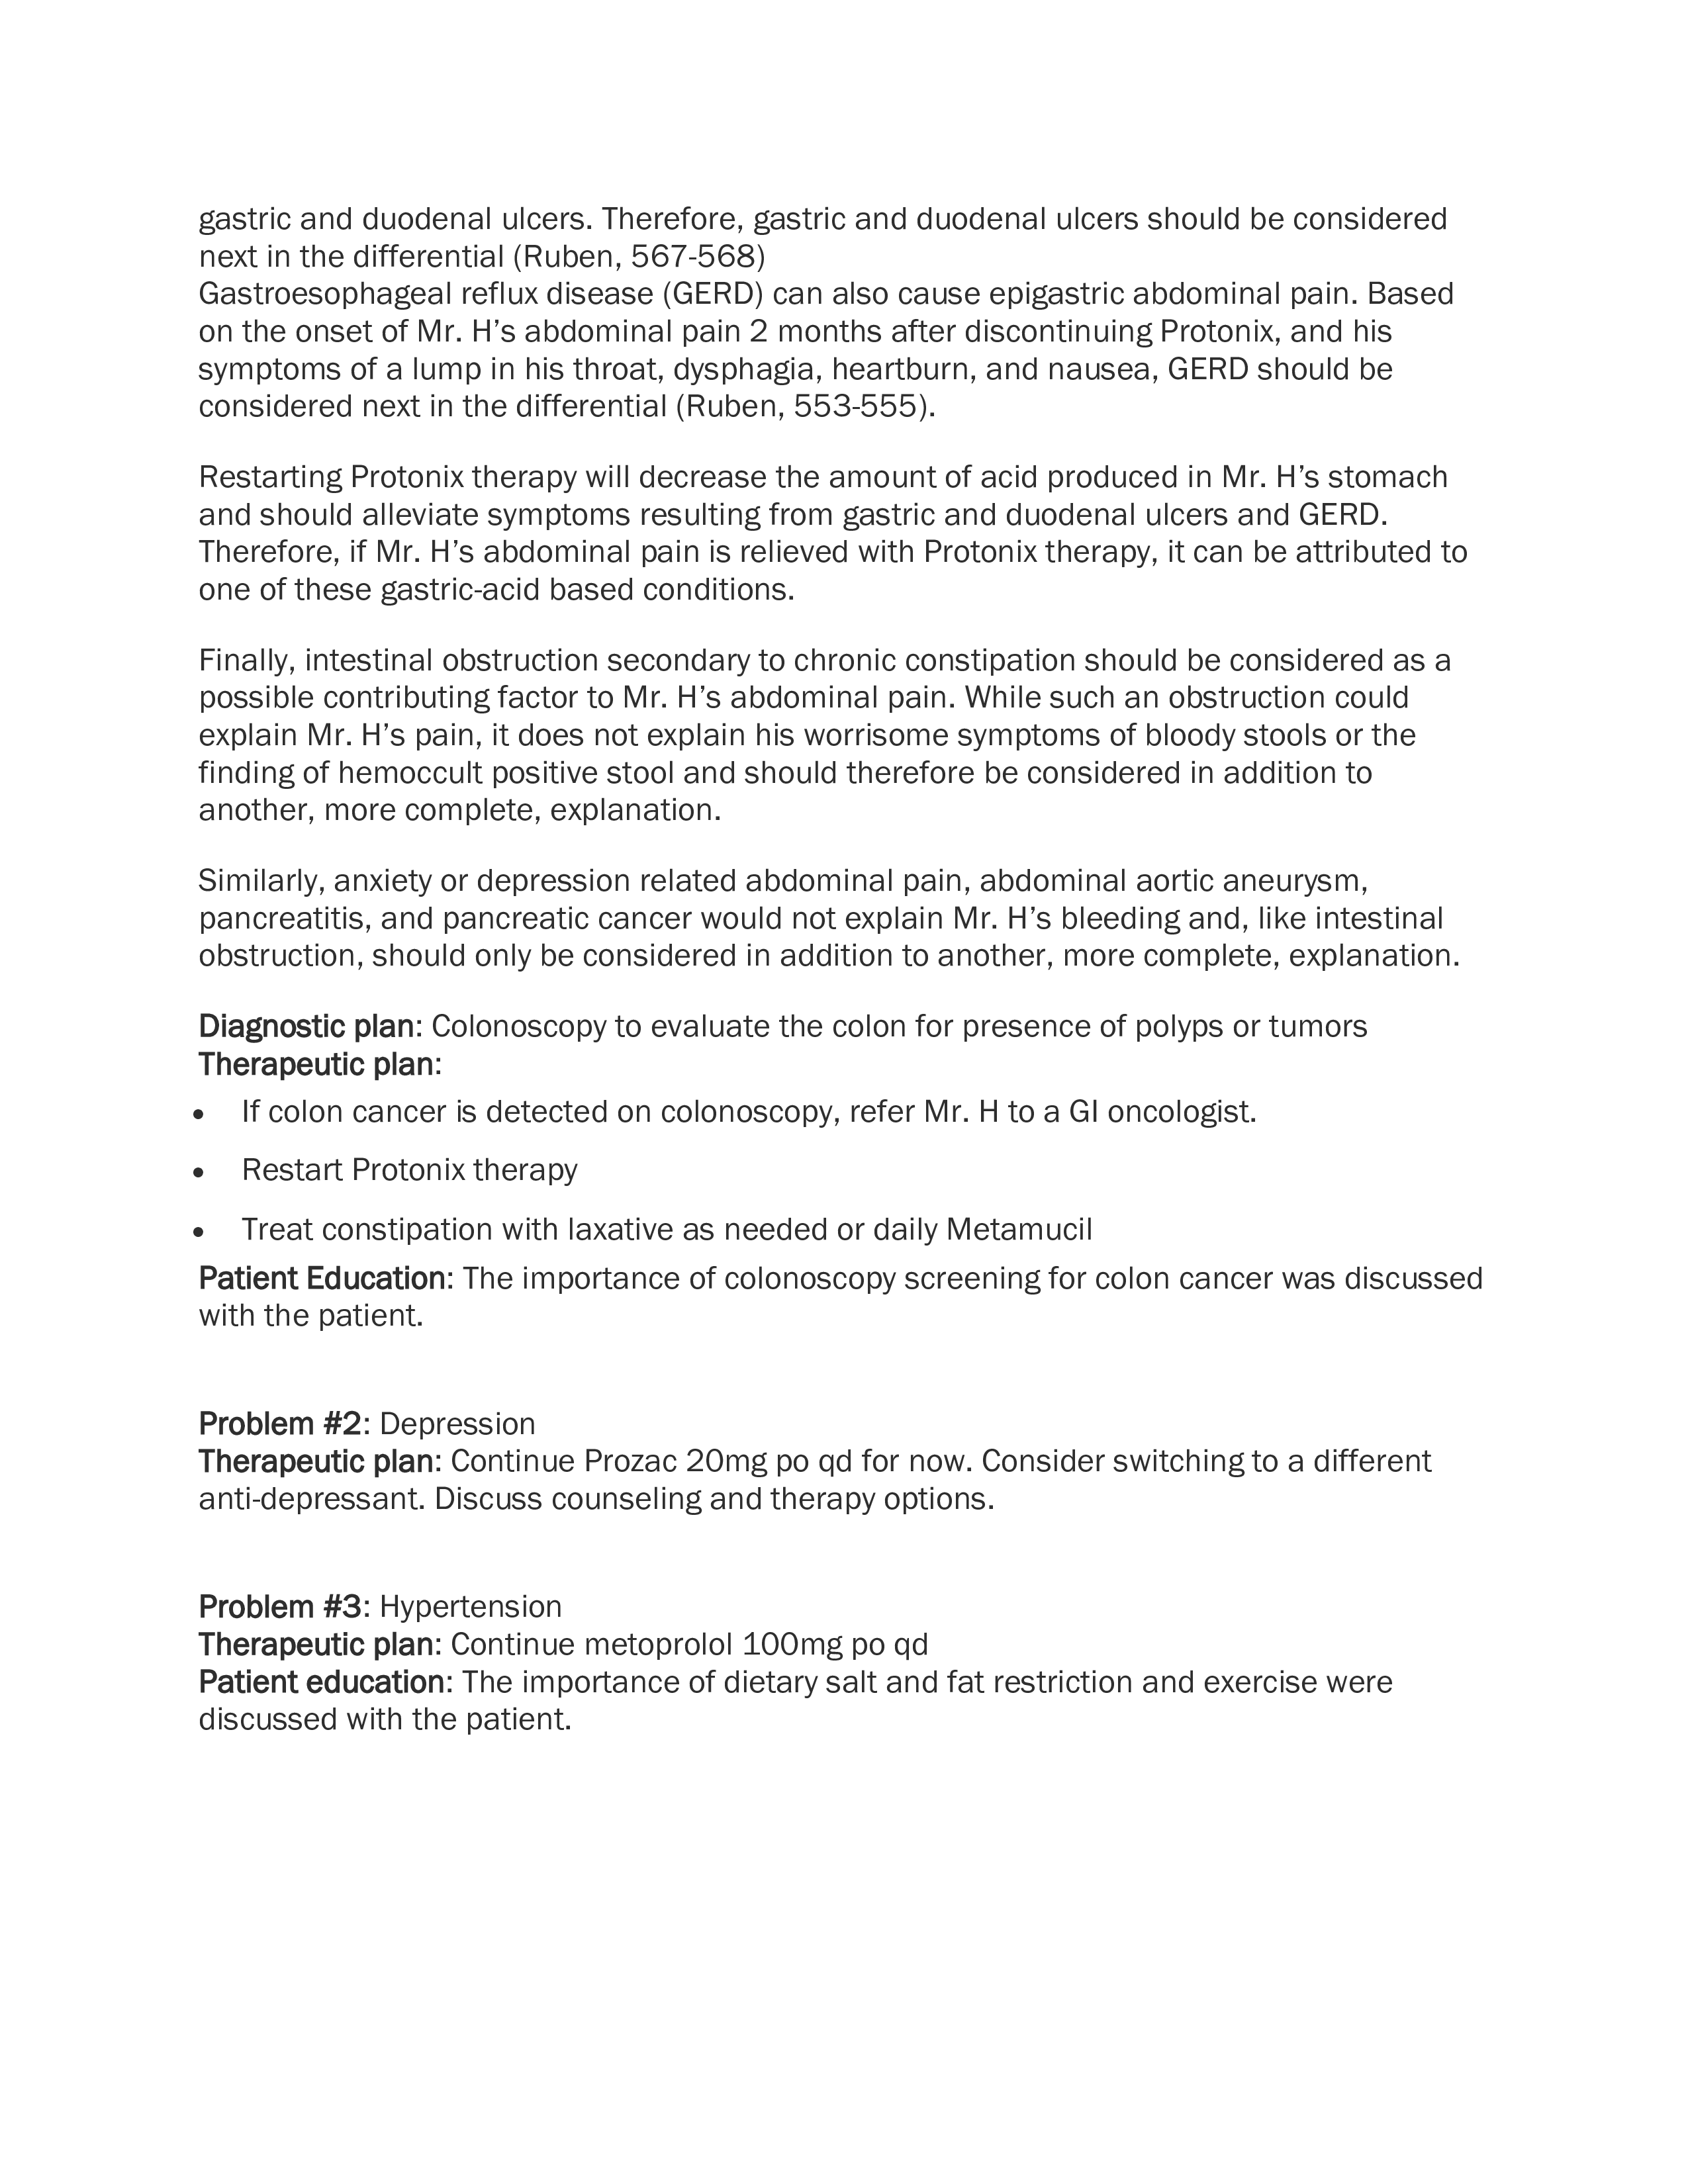 gastric and duodenal ulcers. Therefore, gastric and duodenal ulcers should be considered
next in the differential (Ruben, 567-568)
Gastroesophageal reflux disease (GERD) can also cause epigastric abdominal pain. Based
on the onset of Mr. H’s abdominal pain 2 months after discontinuing Protonix, and his
symptoms of a lump in his throat, dysphagia, heartburn, and nausea, GERD should be
considered next in the differential (Ruben, 553-555).
Restarting Protonix therapy will decrease the amount of acid produced in Mr. H’s stomach
and should alleviate symptoms resulting from gastric and duodenal ulcers and GERD.
Therefore, if Mr. H’s abdominal pain is relieved with Protonix therapy, it can be attributed to
one of these gastric-acid based conditions.
Finally, intestinal obstruction secondary to chronic constipation should be considered as a
possible contributing factor to Mr. H’s abdominal pain. While such an obstruction could
explain Mr. H’s pain, it does not explain his worrisome symptoms of bloody stools or the
finding of hemoccult positive stool and should therefore be considered in addition to
another, more complete, explanation.
Similarly, anxiety or depression related abdominal pain, abdominal aortic aneurysm,
pancreatitis, and pancreatic cancer would not explain Mr. H’s bleeding and, like intestinal
obstruction, should only be considered in addition to another, more complete, explanation.
Diagnostic plan: Colonoscopy to evaluate the colon for presence of polyps or tumors
Therapeutic plan:
• If colon cancer is detected on colonoscopy, refer Mr. H to a GI oncologist.
• Restart Protonix therapy
• Treat constipation with laxative as needed or daily Metamucil
Patient Education: The importance of colonoscopy screening for colon cancer was discussed
with the patient.
Problem #2: Depression
Therapeutic plan: Continue Prozac 20mg po qd for now. Consider switching to a different
anti-depressant. Discuss counseling and therapy options.
Problem #3: Hypertension
Therapeutic plan: Continue metoprolol 100mg po qd
Patient education: The importance of dietary salt and fat restriction and exercise were
discussed with the patient.